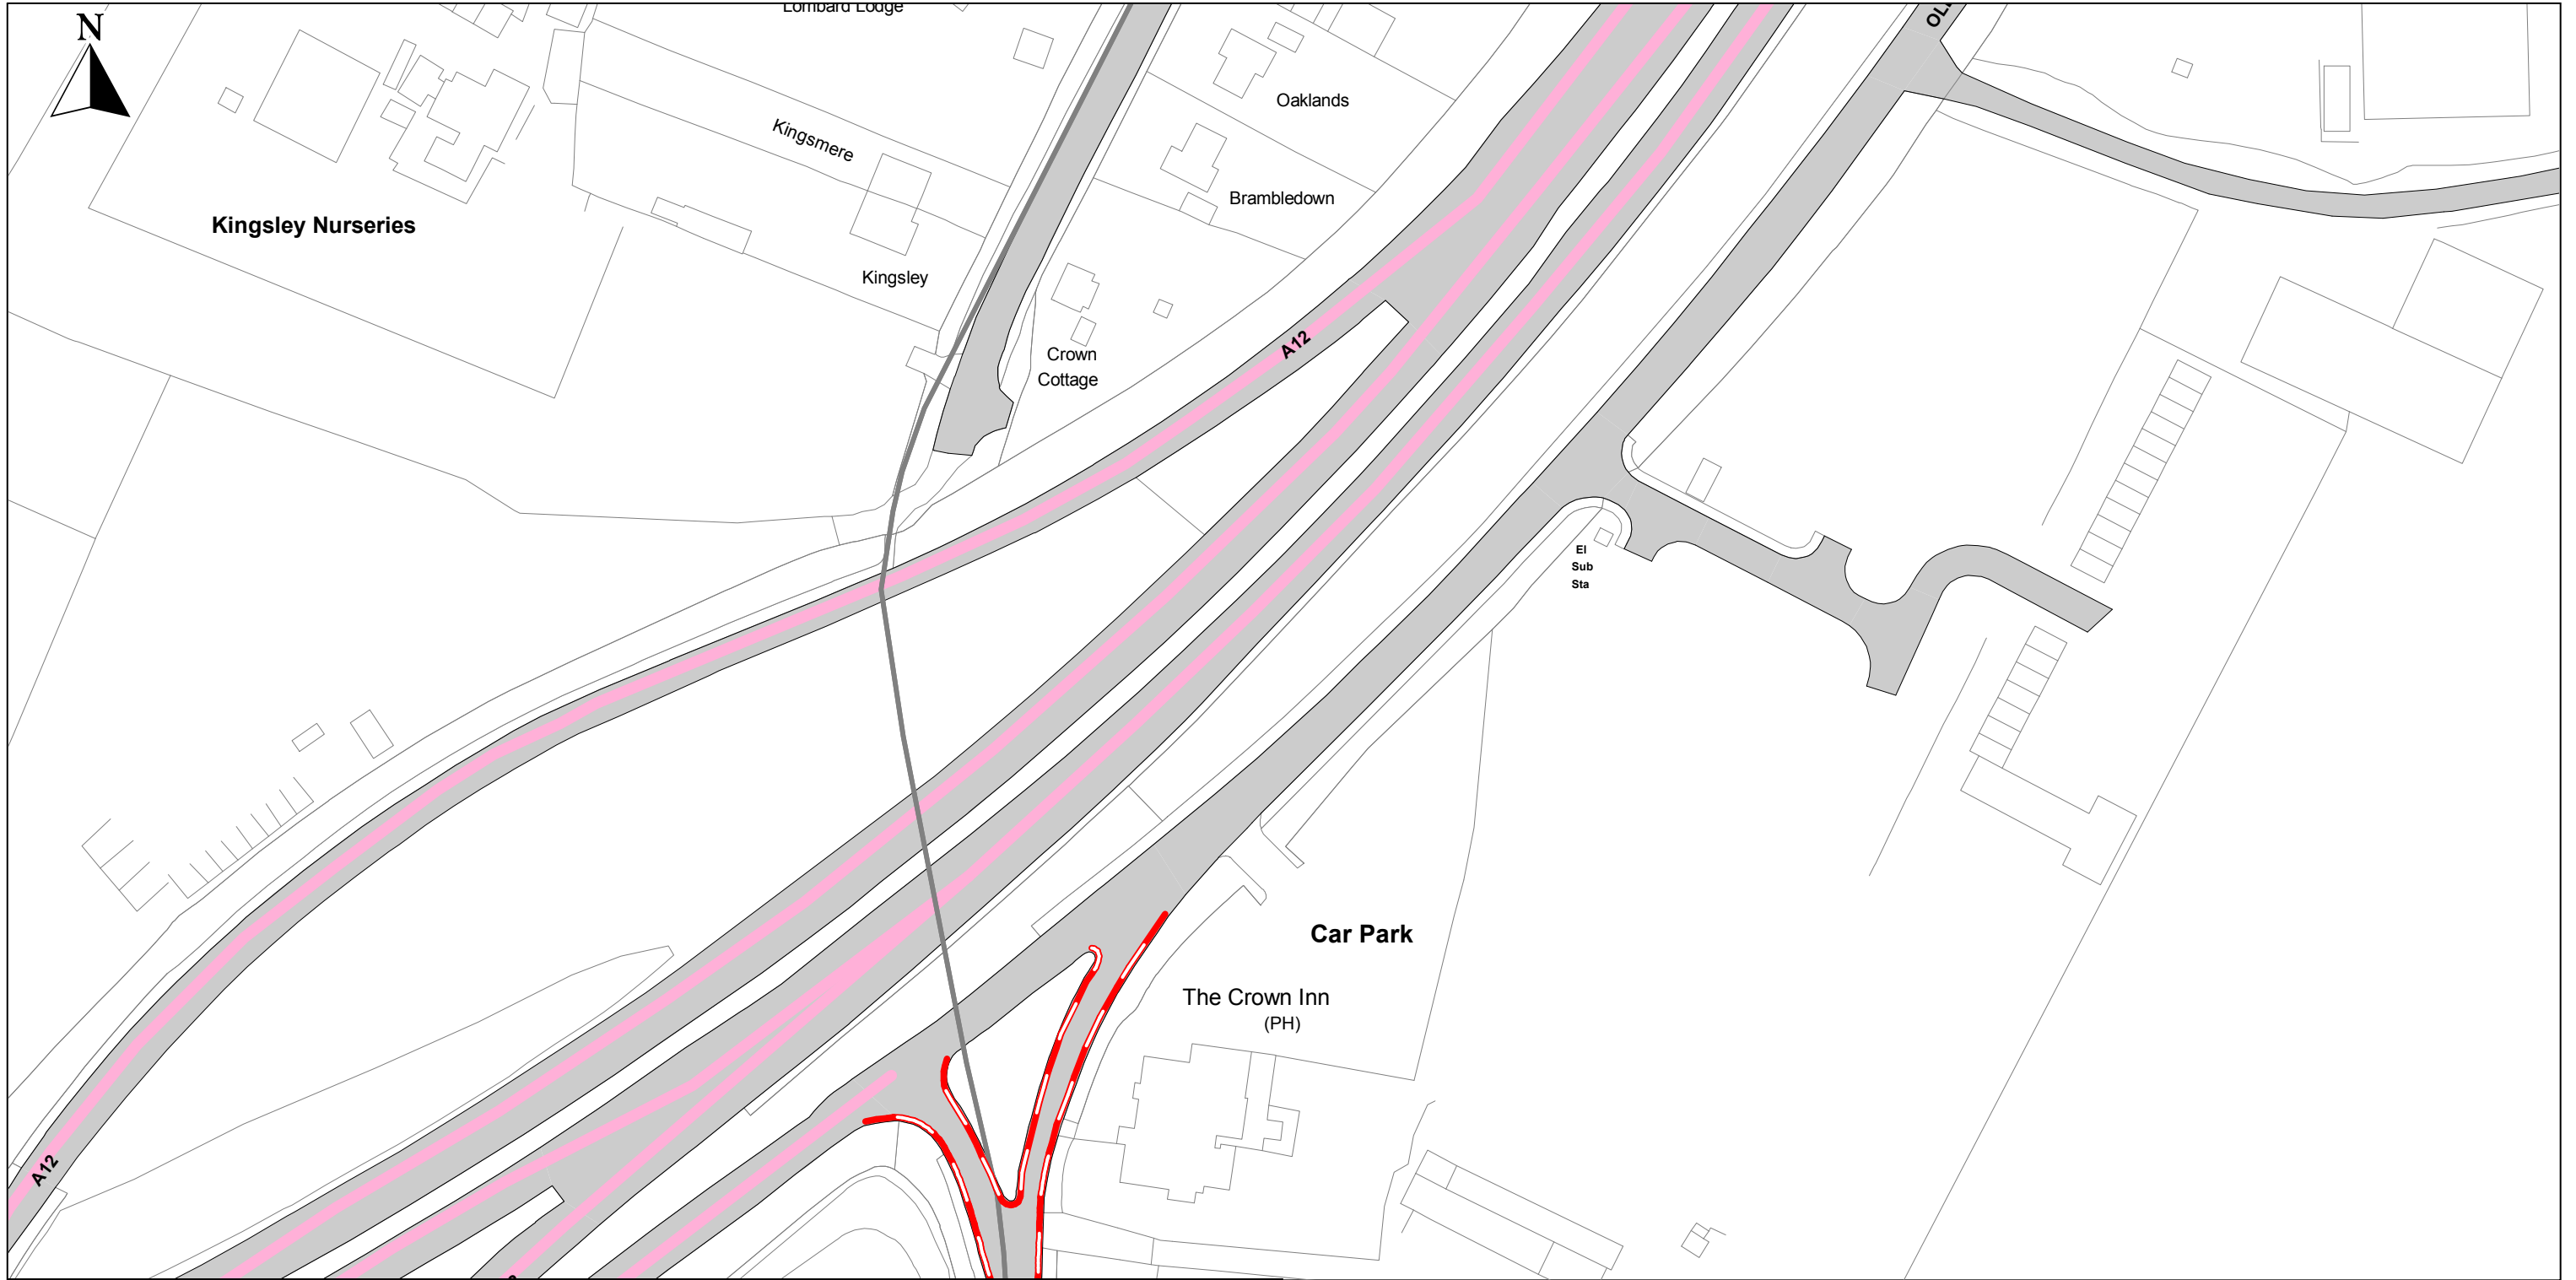 N
Lombard Lodge
Oaklands
Kingsmere
Brambledown
Kingsley Nurseries
Kingsley
A12
Crown
Cottage
El
Sub
Sta
Car Park
The Crown Inn
(PH)
A12